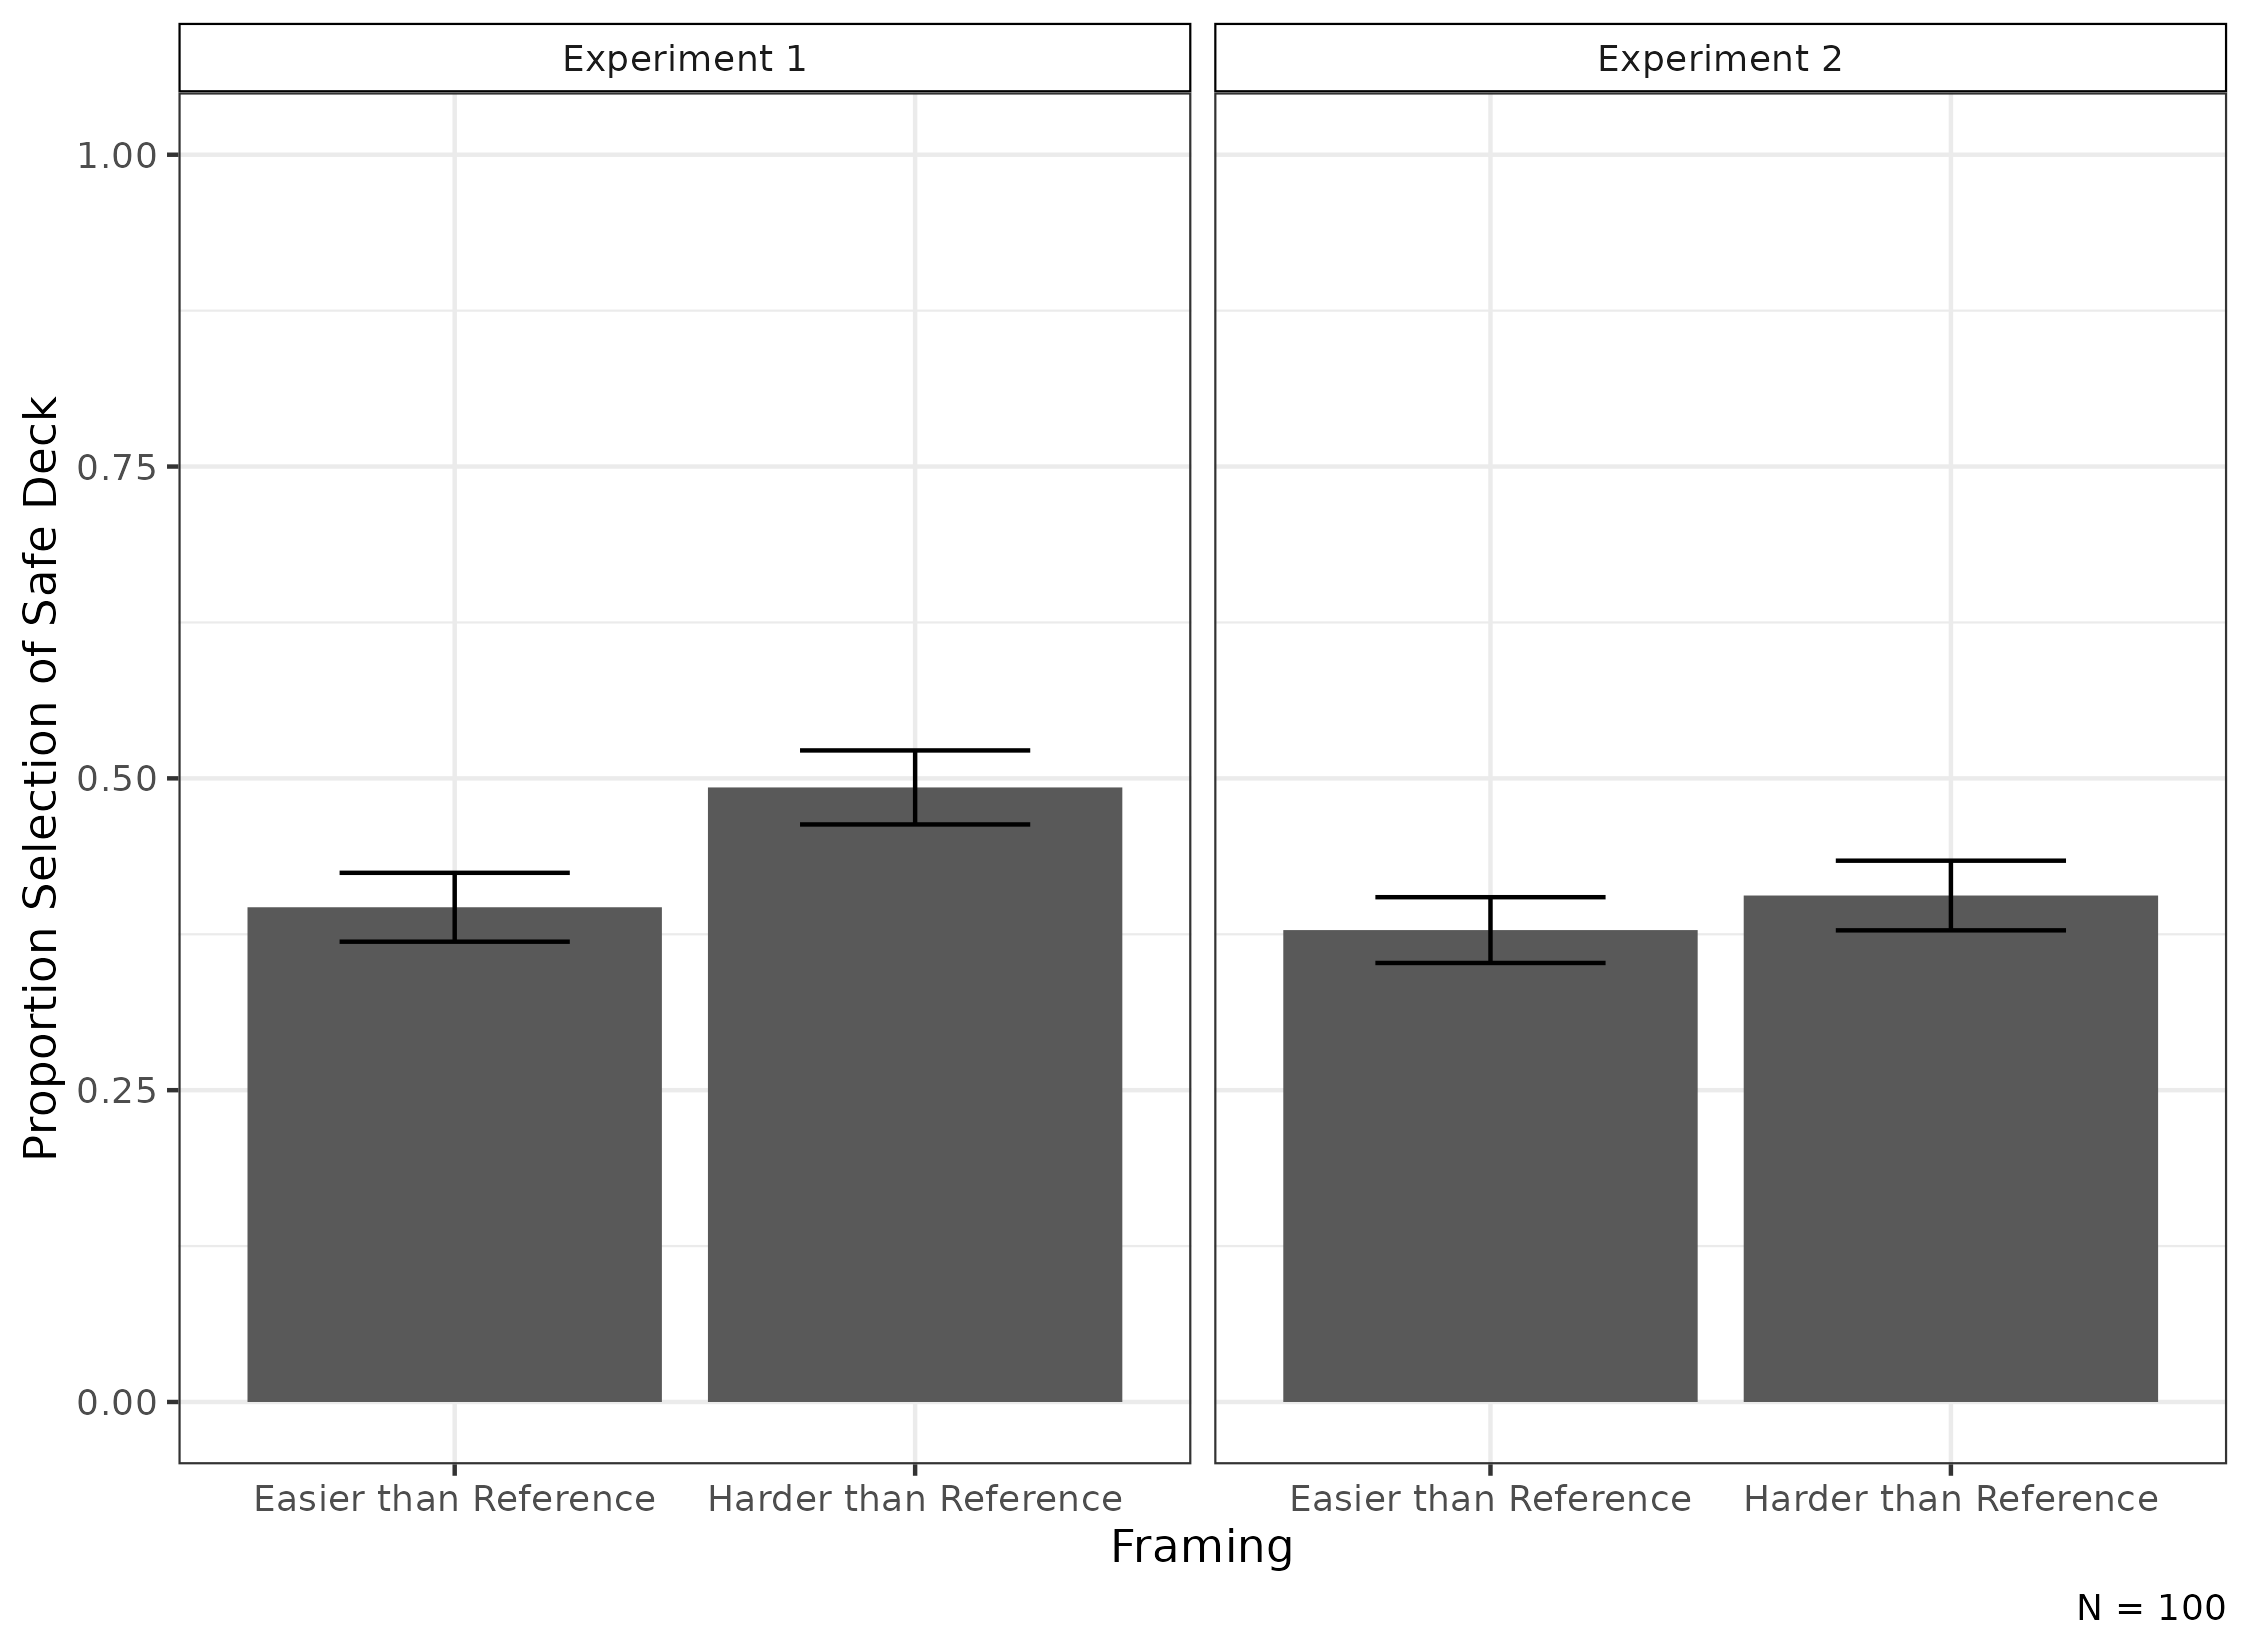 Experiment 1
Experiment 2
Proportion Selection of Safe Deck
1.00
0.75
0.50
0.25
0.00
Easier than Reference
Harder than Reference
Easier than Reference
Harder than Reference
Framing
N = 100